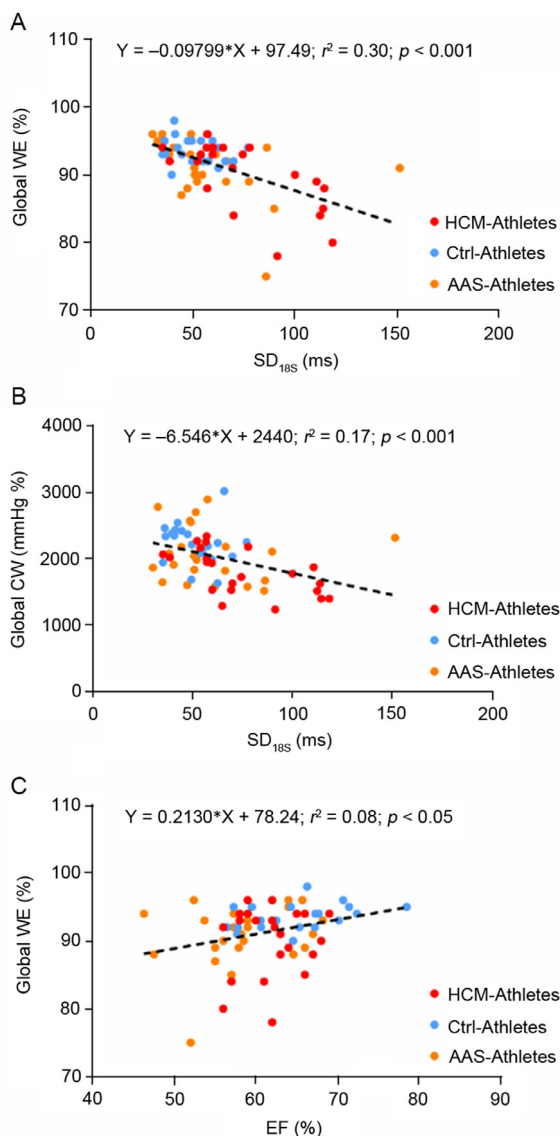 A
Y = –0.09799*X + 97.49; r² = 0.30; p < 0.001
110
100
90
80
70
Global WE (%)
HCM-Athletes
Ctrl-Athletes
AAS-Athletes
0 50 100 150 200
SD18S (ms)
B
Y = –6.546*X + 2440; r² = 0.17; p < 0.001
4000
3000
2000
1000
0
Global CW (mmHg %)
HCM-Athletes
Ctrl-Athletes
AAS-Athletes
0 50 100 150 200
SD18S (ms)
C
Y = 0.2130*X + 78.24; r² = 0.08; p < 0.05
110
100
90
80
70
Global WE (%)
HCM-Athletes
Ctrl-Athletes
AAS-Athletes
40 50 60 70 80 90
EF (%)